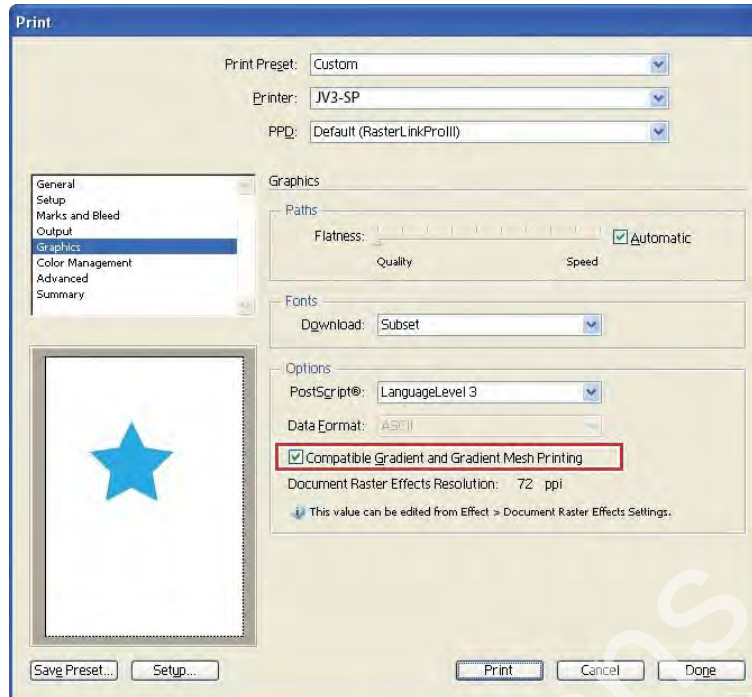 Print
Print Preset: Custom
Printer: JV3-SP
PPD: Default (RasterLinkProIII)
General
Setup
Marks and Bleed
Output
Graphics
Color Management
Advanced
Summary
Graphics
Paths
Flatness:
Automatic
Quality Speed
Fonts
Download: Subset
Options
PostScript®: LanguageLevel 3
Data Format: ASCII
Compatible Gradient and Gradient Mesh Printing
Document Raster Effects Resolution: 72 ppi
This value can be edited from Effect > Document Raster Effects Settings.
Save Preset... Setup... Print Cancel Done